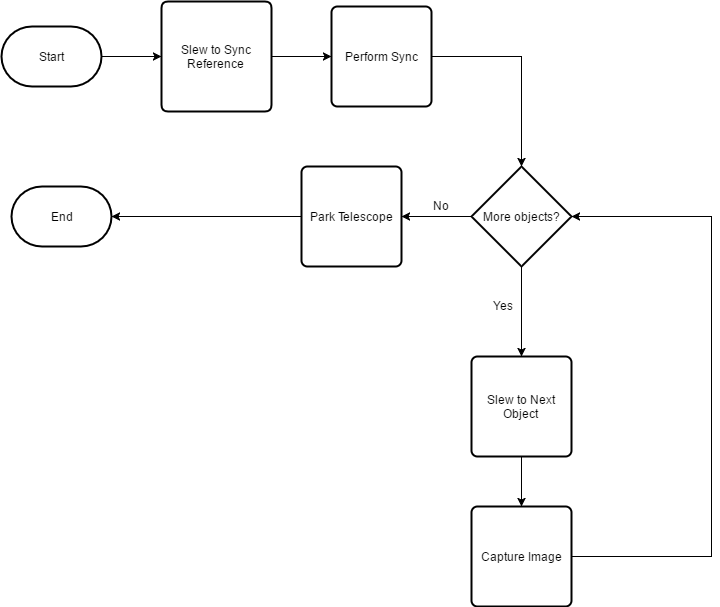 Start
Slew to Sync
Reference
Perform Sync
End
Park Telescope
No
More objects?
Yes
Slew to Next
Object
Capture Image